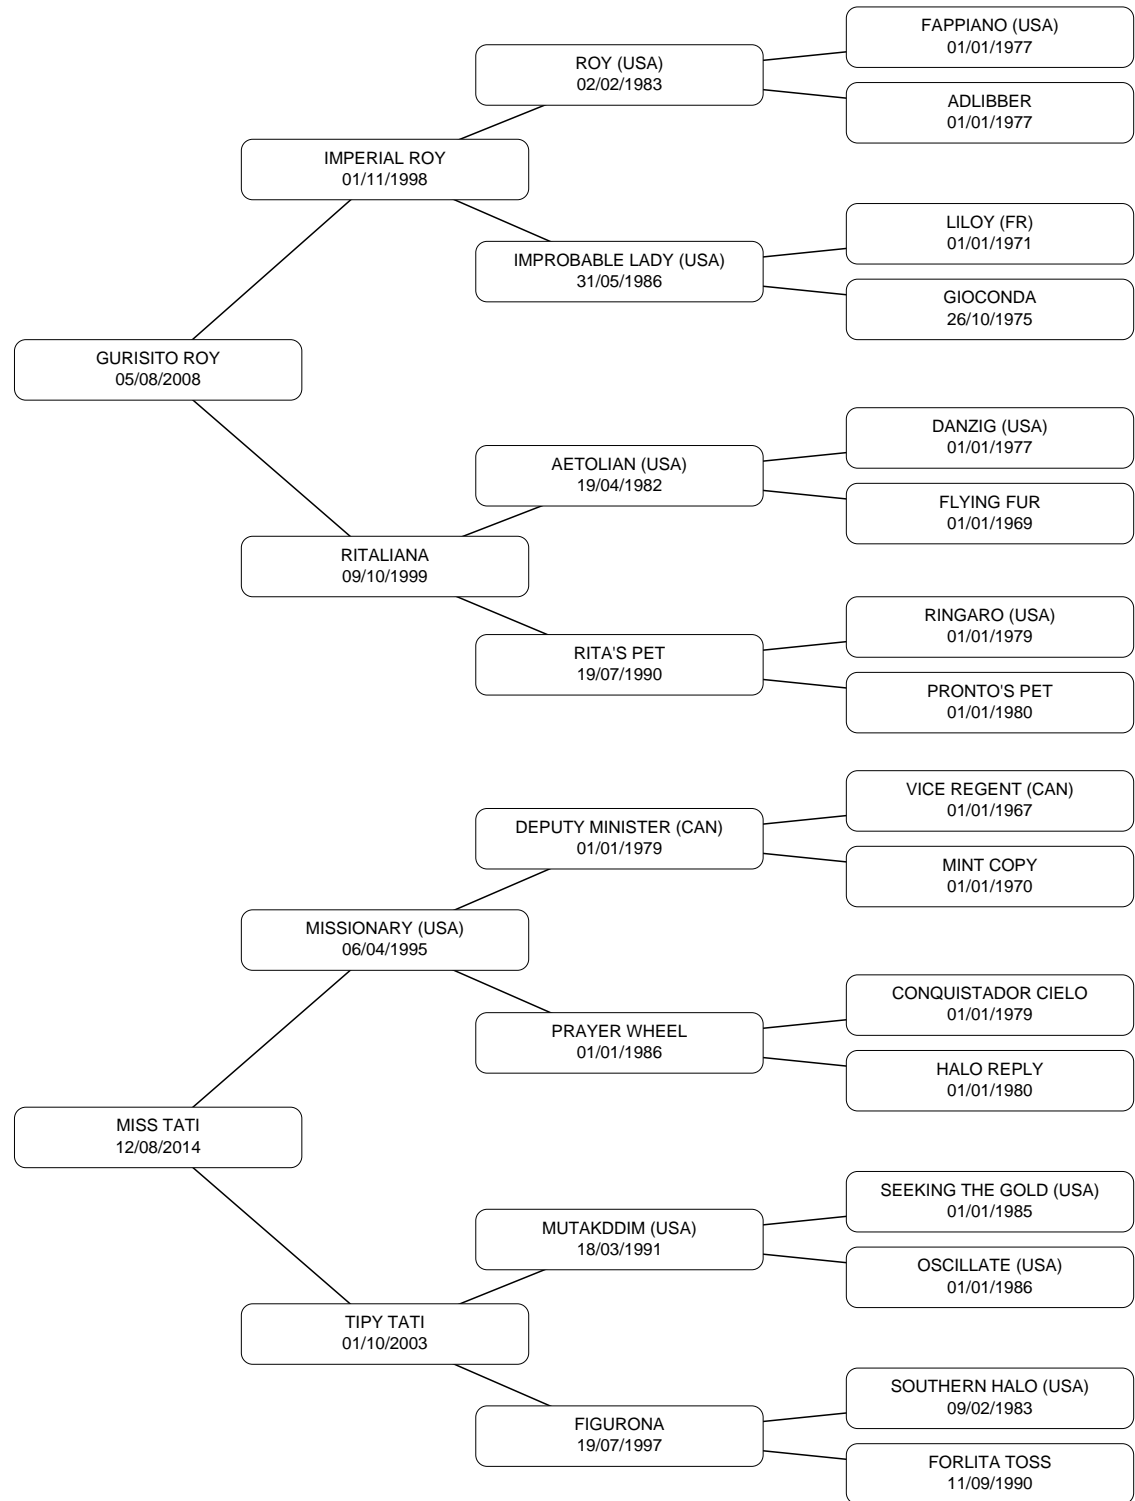 FAPPIANO (USA)
01/01/1977
ROY (USA)
02/02/1983
ADLIBBER
01/01/1977
IMPERIAL ROY
01/11/1998
LILOY (FR)
01/01/1971
IMPROBABLE LADY (USA)
31/05/1986
GIOCONDA
26/10/1975
GURISITO ROY
05/08/2008
DANZIG (USA)
01/01/1977
AETOLIAN (USA)
19/04/1982
FLYING FUR
01/01/1969
RITALIANA
09/10/1999
RINGARO (USA)
01/01/1979
RITA'S PET
19/07/1990
PRONTO'S PET
01/01/1980
VICE REGENT (CAN)
01/01/1967
DEPUTY MINISTER (CAN)
01/01/1979
MINT COPY
01/01/1970
MISSIONARY (USA)
06/04/1995
CONQUISTADOR CIELO
01/01/1979
PRAYER WHEEL
01/01/1986
HALO REPLY
01/01/1980
MISS TATI
12/08/2014
SEEKING THE GOLD (USA)
01/01/1985
MUTAKDDIM (USA)
18/03/1991
OSCILLATE (USA)
01/01/1986
TIPY TATI
01/10/2003
SOUTHERN HALO (USA)
09/02/1983
FIGURONA
19/07/1997
FORLITA TOSS
11/09/1990